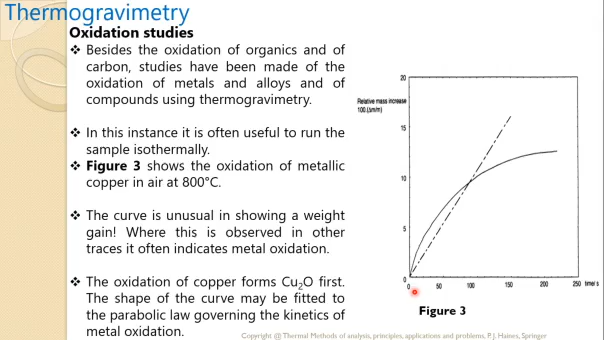 Thermogravimetry
Oxidation studies
❖ Besides the oxidation of organics and of
carbon, studies have been made of the
oxidation of metals and alloys and of
compounds using thermogravimetry.
❖ In this instance it is often useful to run the
sample isothermally.
❖ Figure 3 shows the oxidation of metallic
copper in air at 800°C.
❖ The curve is unusual in showing a weight
gain! Where this is observed in other
traces it often indicates metal oxidation.
❖ The oxidation of copper forms Cu₂O first.
The shape of the curve may be fitted to
the parabolic law governing the kinetics of
metal oxidation.
Relative mass increase
100.(Δm/m)
20
15
10
5
0
0 50 100 150 200 250 time/ s
Figure 3
Copyright @ Thermal Methods of analysis, principles, applications and problems, P. J. Haines, Springer